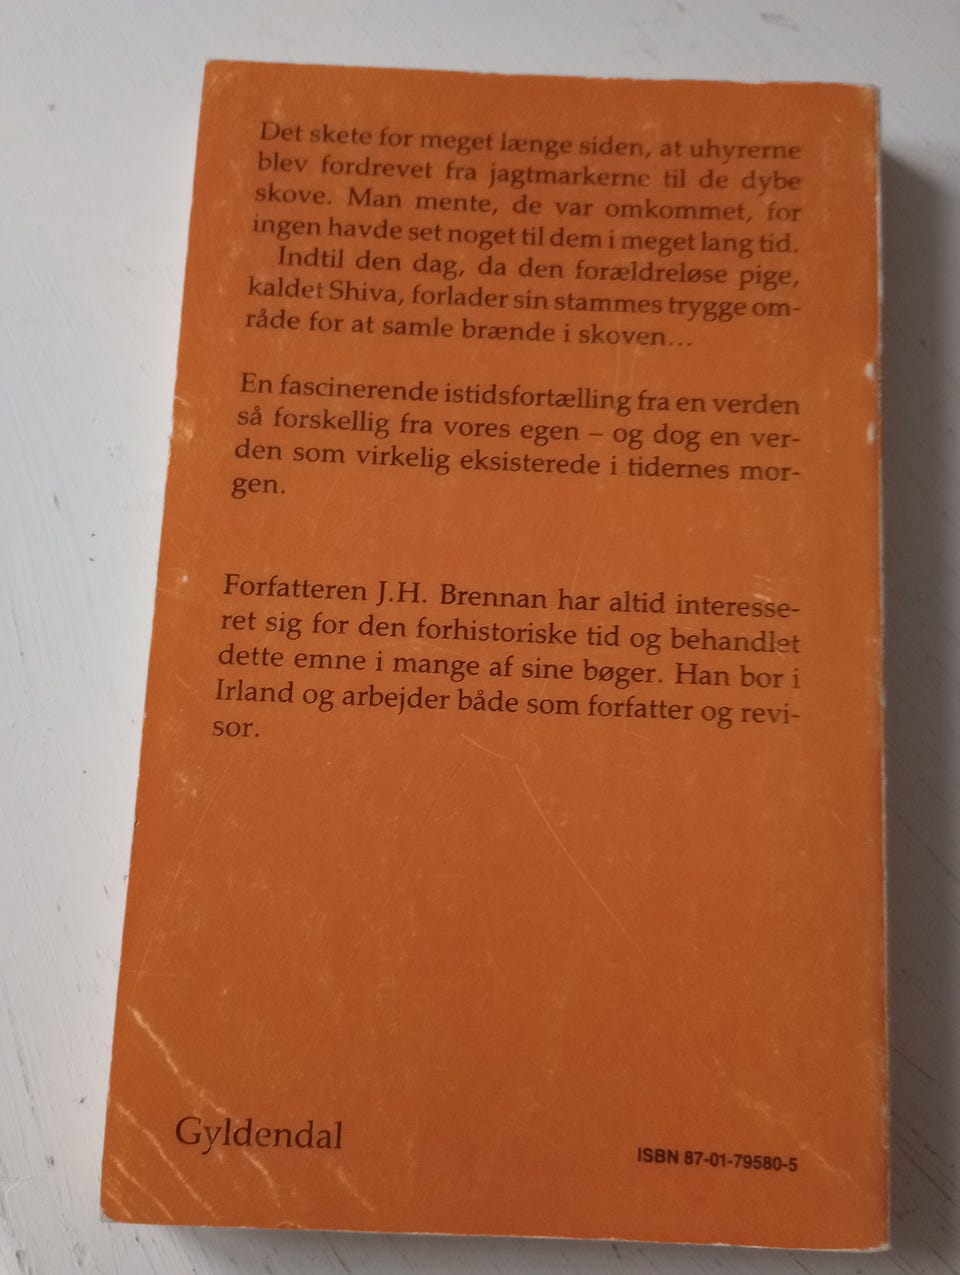 Det skete for meget længe siden, at uhyrerne
blev fordrevet fra jagtmarkerne til de dybe
skove. Man mente, de var omkommet, for
ingen havde set noget til dem i meget lang tid.
Indtil den dag, da den forældreløse pige,
kaldet Shiva, forlader sin stammes trygge om-
råde for at samle brænde i skoven...
En fascinerende istidsfortælling fra en verden
så forskellig fra vores egen – og dog en ver-
den som virkelig eksisterede i tidernes mor-
gen.
Forfatteren J.H. Brennan har altid interesse-
ret sig for den forhistoriske tid og behandlet
dette emne i mange af sine bøger. Han bor i
Irland og arbejder både som forfatter og revi-
sor.
Gyldendal
ISBN 87-01-79580-5